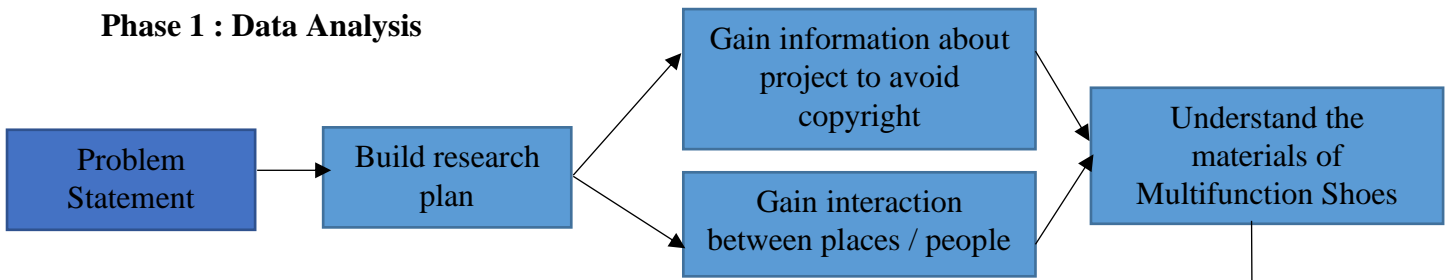 Phase 1 : Data Analysis
Problem
Statement
Build research
plan
Gain information about
project to avoid
copyright
Gain interaction
between places / people
Understand the
materials of
Multifunction Shoes